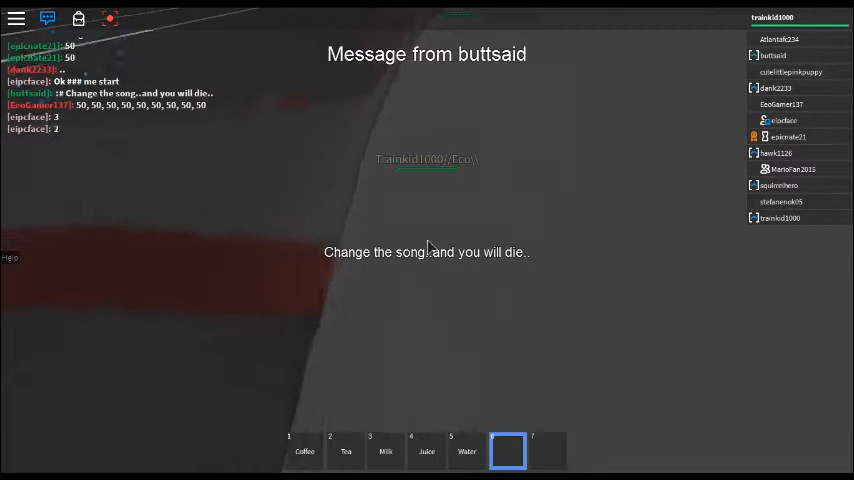 [epicnate21]: 50
[epicnate21]: 50
[dank2233]: ..
[eipcface]: Ok ### me start
[buttsaid]: :# Change the song..and you will die..
[EeoGamer137]: 50, 50, 50, 50, 50, 50, 50, 50, 50
[eipcface]: 3
[eipcface]: 2
Message from buttsaid
Trainkid1000//Eco\\
Change the song..and you will die..
Help
trainkid1000
Atlantafc234
buttsaid
cutelittlepinkpuppy
dank2233
EeoGamer137
eipcface
epicnate21
hawk1126
MarioFan2015
squirrelhero
stefanenok05
trainkid1000
1 Coffee
2 Tea
3 Milk
4 Juice
5 Water
6
7